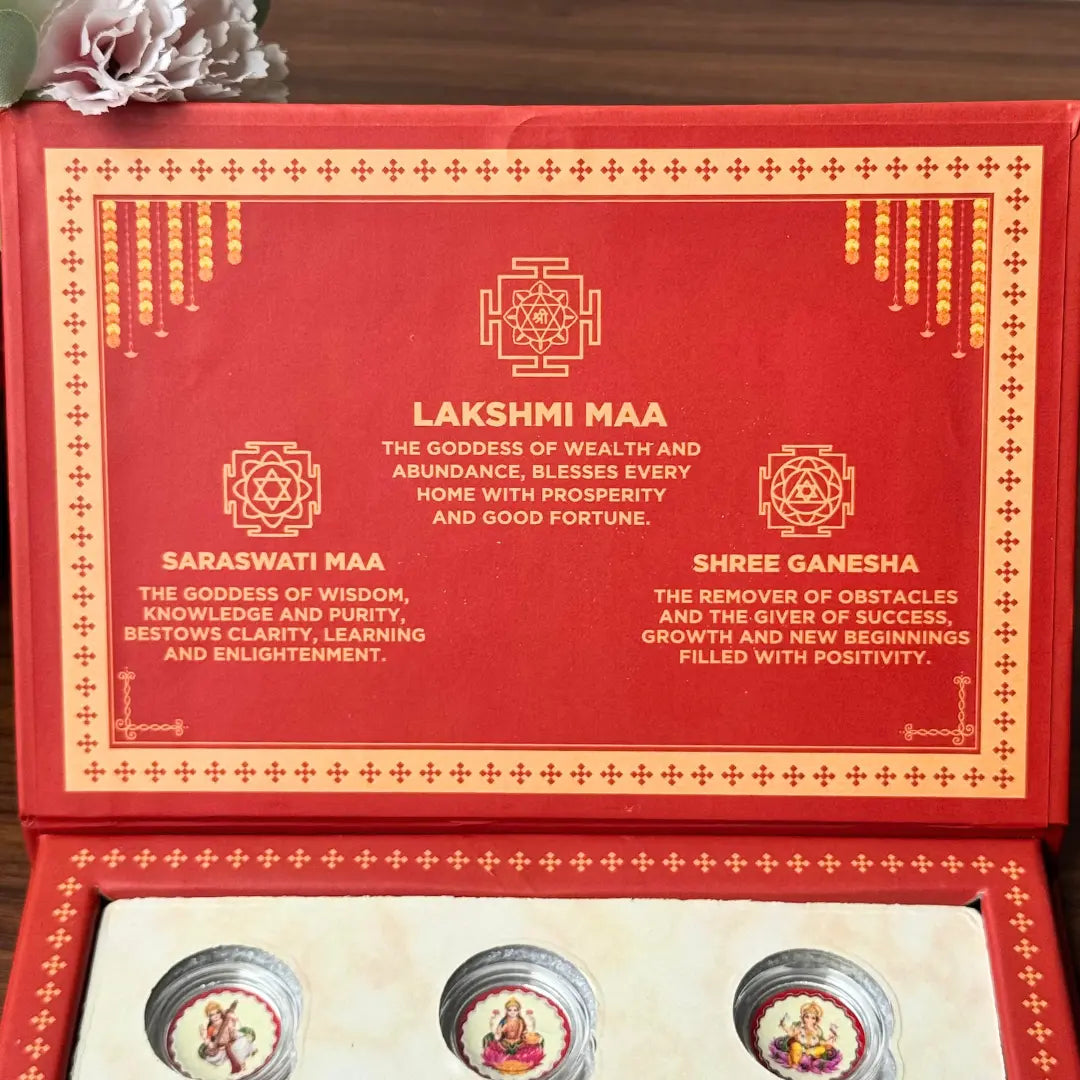 श्री
LAKSHMI MAA
THE GODDESS OF WEALTH AND
ABUNDANCE, BLESSES EVERY
HOME WITH PROSPERITY
AND GOOD FORTUNE.
SARASWATI MAA
THE GODDESS OF WISDOM,
KNOWLEDGE AND PURITY,
BESTOWS CLARITY, LEARNING
AND ENLIGHTENMENT.
SHREE GANESHA
THE REMOVER OF OBSTACLES
AND THE GIVER OF SUCCESS,
GROWTH AND NEW BEGINNINGS
FILLED WITH POSITIVITY.